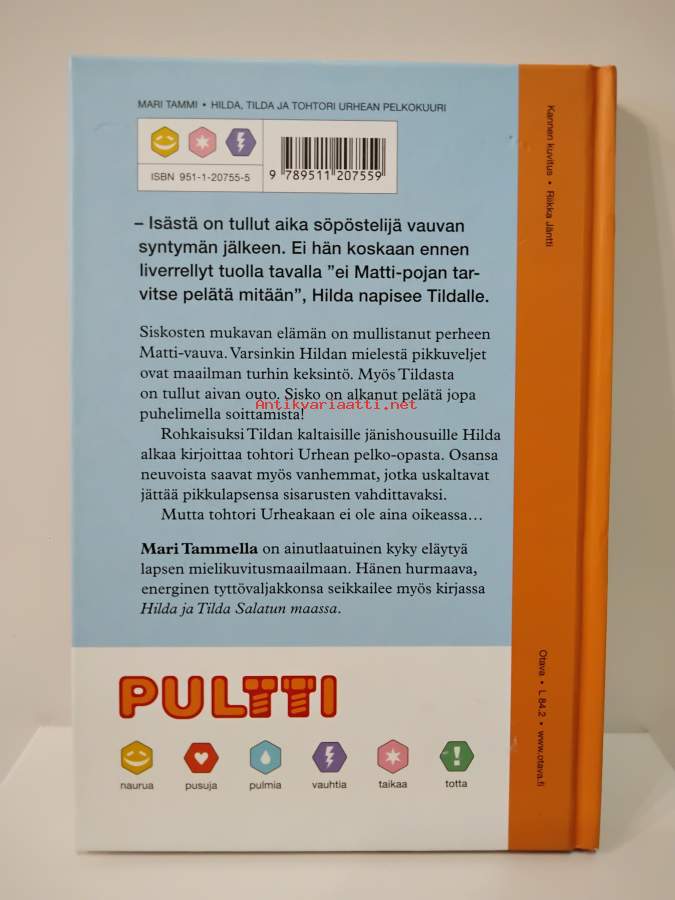 MARI TAMMI • HILDA, TILDA JA TOHTORI URHEAN PELKOKUURI
ISBN 951-1-20755-5
9 789511 207559
– Isästä on tullut aika söpöstelijä vauvan
syntymän jälkeen. Ei hän koskaan ennen
liverrellyt tuolla tavalla ”ei Matti-pojan tar-
vitse pelätä mitään”, Hilda napisee Tildalle.
Siskosten mukavan elämän on mullistanut perheen
Matti-vauva. Varsinkin Hildan mielestä pikkuveljet
ovat maailman turhin keksintö. Myös Tildasta
on tullut aivan outo. Sisko on alkanut pelätä jopa
Antikvariaatti.net
puhelimella soittamista!
Rohkaisuksi Tildan kaltaisille jänishousuille Hilda
alkaa kirjoittaa tohtori Urhean pelko-opasta. Osansa
neuvoista saavat myös vanhemmat, jotka uskaltavat
jättää pikkulapsensa sisarusten vahdittavaksi.
Mutta tohtori Urheakaan ei ole aina oikeassa…
Mari Tammella on ainutlaatuinen kyky eläytyä
lapsen mielikuvitusmaailmaan. Hänen hurmaava,
energinen tyttövaljakkonsa seikkailee myös kirjassa
Hilda ja Tilda Salatun maassa.
PULTTI
naurua pusuja pulmia vauhtia taikaa totta
Kannen kuvitus • Riikka Jäntti
Otava • L 84.2 • www.otava.fi